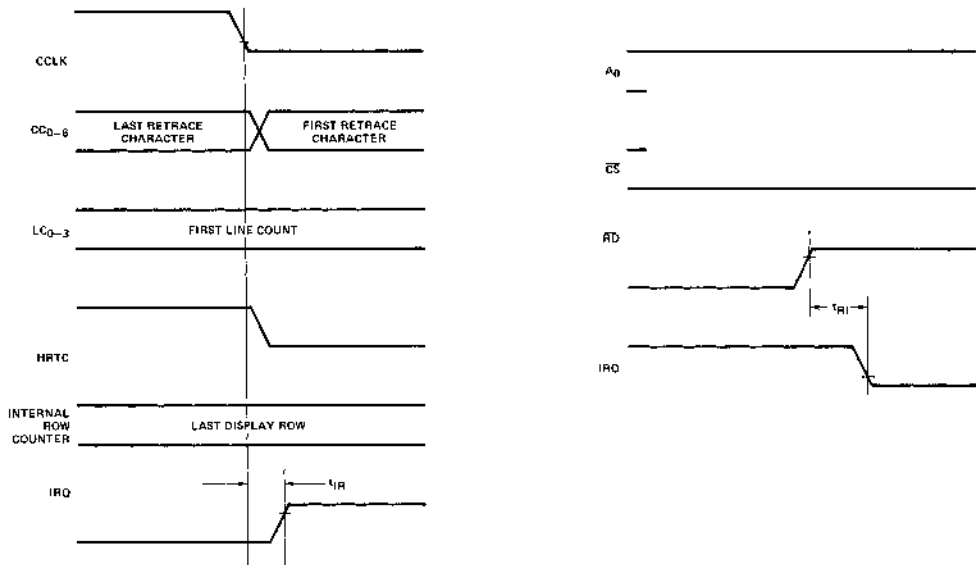 CCLK
CC0–6
LAST RETRACE
CHARACTER
FIRST RETRACE
CHARACTER
LC0–3
FIRST LINE COUNT
HRTC
INTERNAL
ROW
COUNTER
LAST DISPLAY ROW
IRQ
tIR
A0
CS
RD
tRI
IRQ